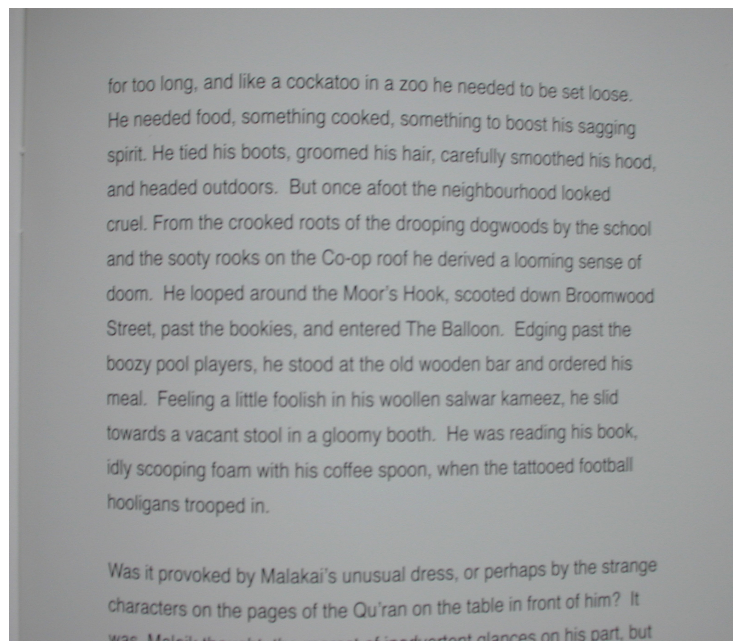 for too long, and like a cockatoo in a zoo he needed to be set loose.
He needed food, something cooked, something to boost his sagging
spirit. He tied his boots, groomed his hair, carefully smoothed his hood,
and headed outdoors. But once afoot the neighbourhood looked
cruel. From the crooked roots of the drooping dogwoods by the school
and the sooty rooks on the Co-op roof he derived a looming sense of
doom. He looped around the Moor's Hook, scooted down Broomwood
Street, past the bookies, and entered The Balloon. Edging past the
boozy pool players, he stood at the old wooden bar and ordered his
meal. Feeling a little foolish in his woollen salwar kameez, he slid
towards a vacant stool in a gloomy booth. He was reading his book,
idly scooping foam with his coffee spoon, when the tattooed football
hooligans trooped in.
Was it provoked by Malakai's unusual dress, or perhaps by the strange
characters on the pages of the Qu'ran on the table in front of him? It
glances on his part, but